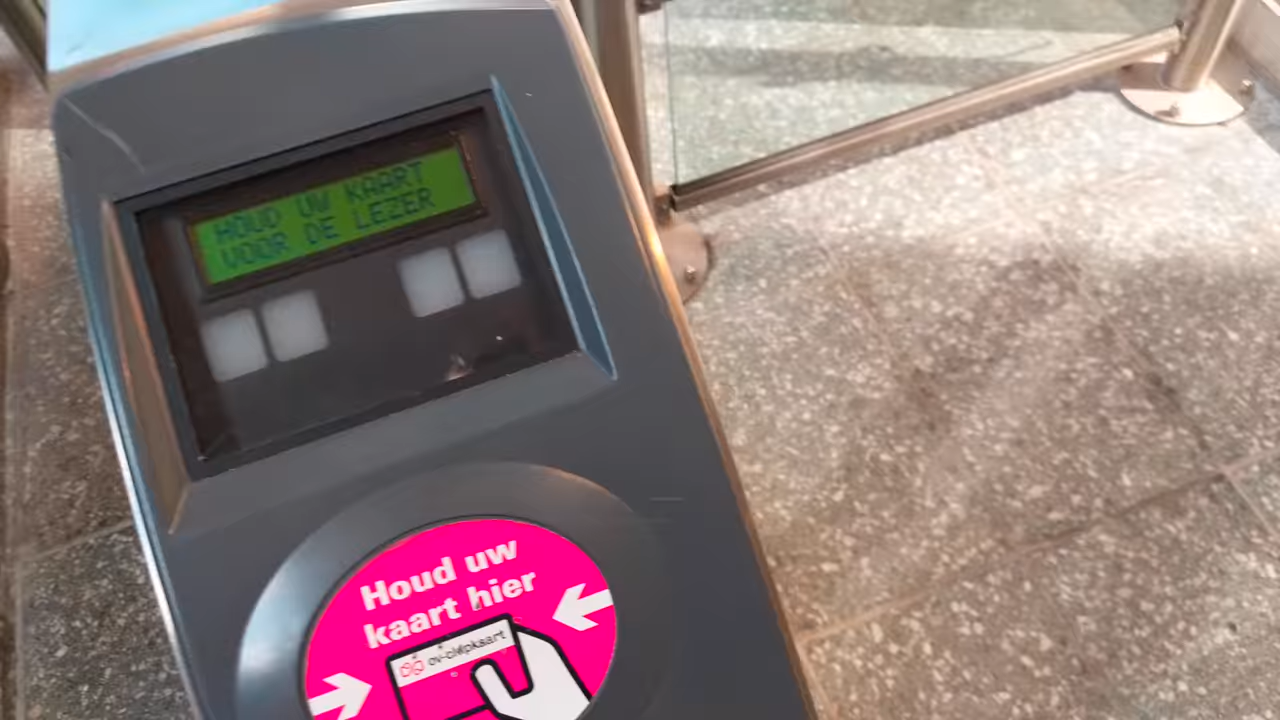 HOUD UW KAART
VOOR DE LEZER
Houd uw
kaart hier
ov-chipkaart